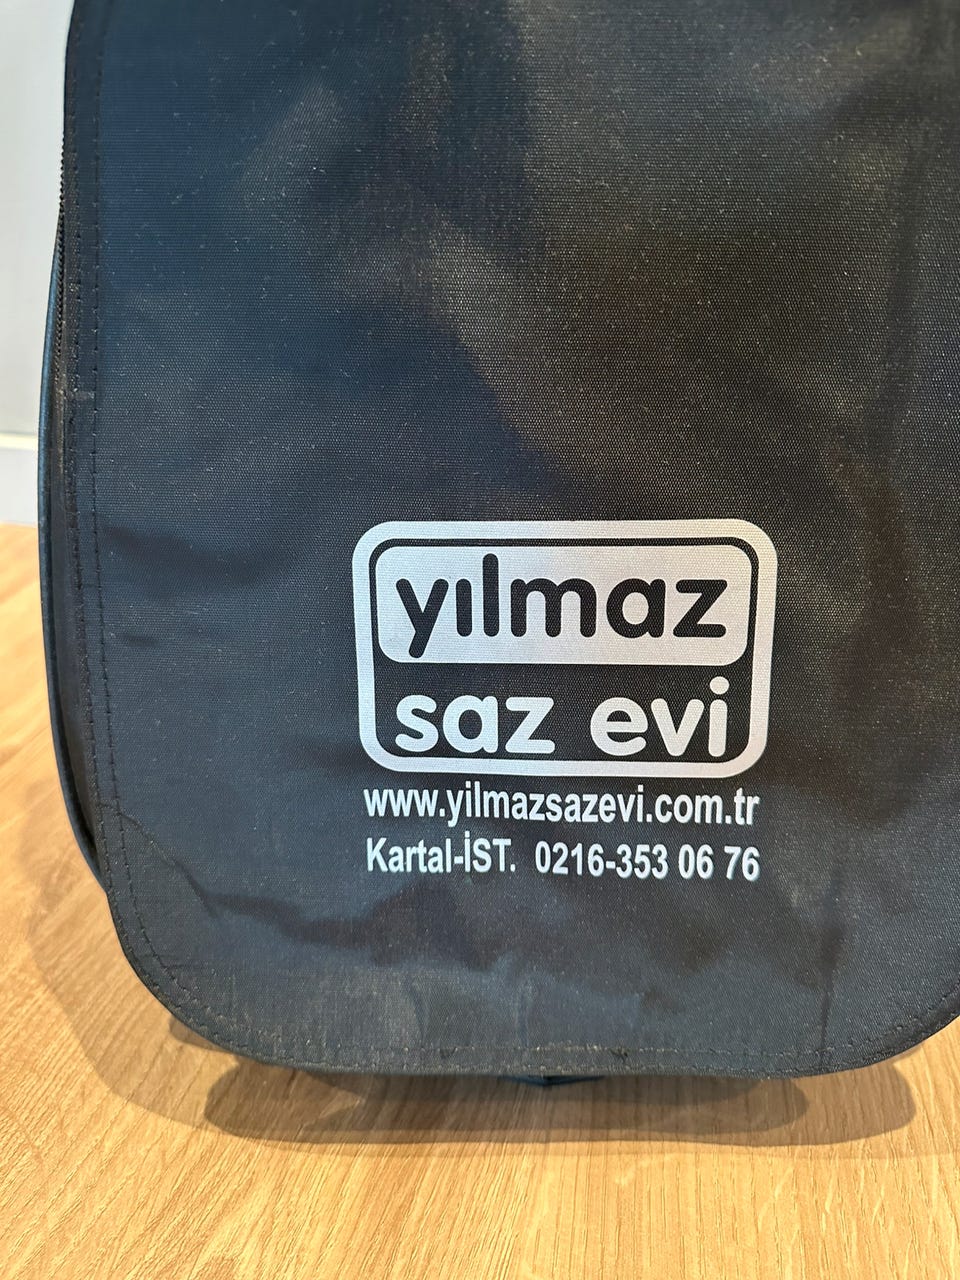 yılmaz
saz evi
www.yilmazsazevi.com.tr
Kartal-İST. 0216-353 06 76